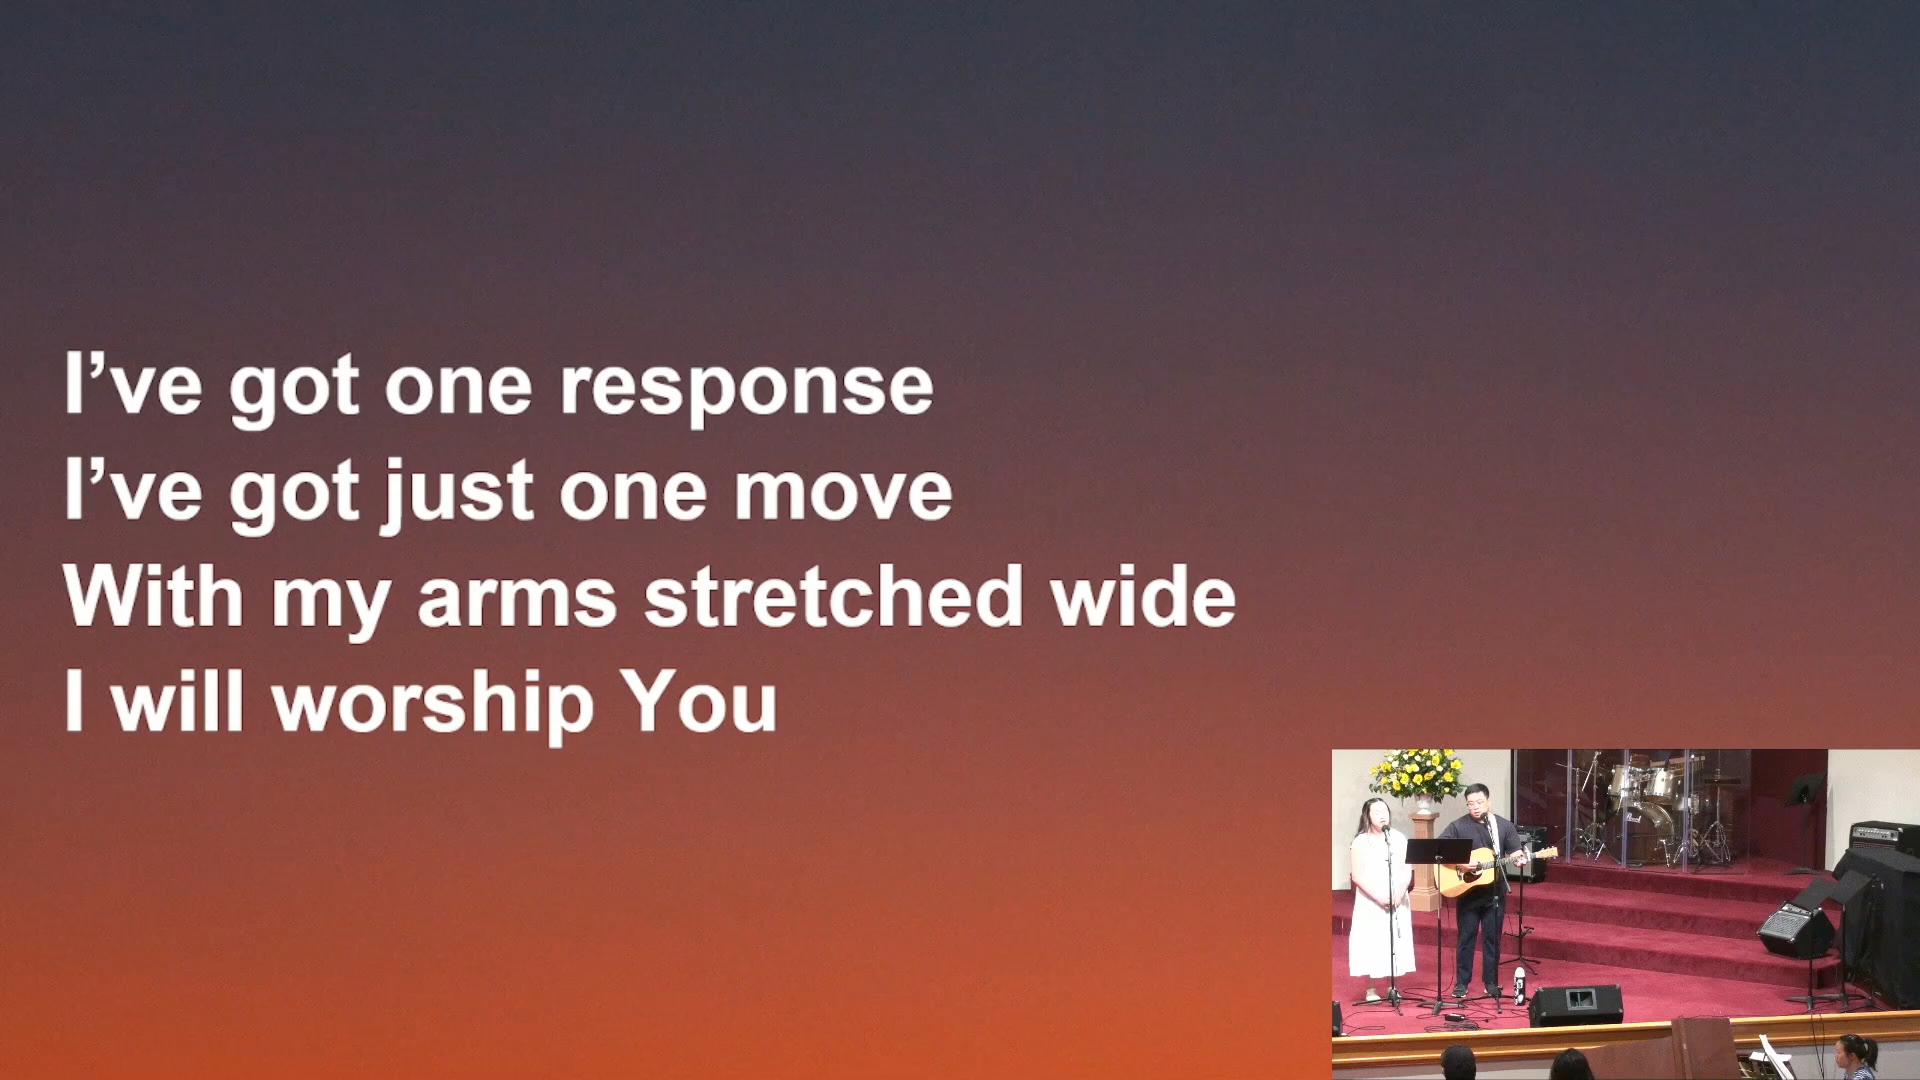 I’ve got one response
I’ve got just one move
With my arms stretched wide
I will worship You